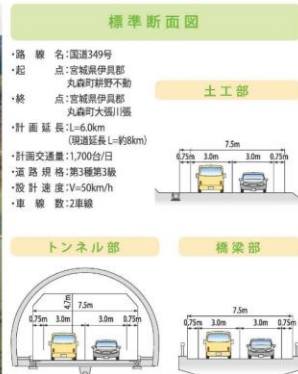 標準断面図
・路線名：国道349号
・起点：宮城県伊具郡
丸森町耕野不動
・終点：宮城県伊具郡
丸森町大張川張
・計画延長：L=6.0km
（現道延長L=約8km）
・計画交通量：1,700台/日
・道路規格：第3種第3級
・設計速度：V=50km/h
・車線数：2車線
土工部
7.5m
0.75m 3.0m 3.0m 0.75m
トンネル部
4.7m
7.5m
0.75m 3.0m 3.0m 0.75m
橋梁部
7.5m
0.75m 3.0m 3.0m 0.75m